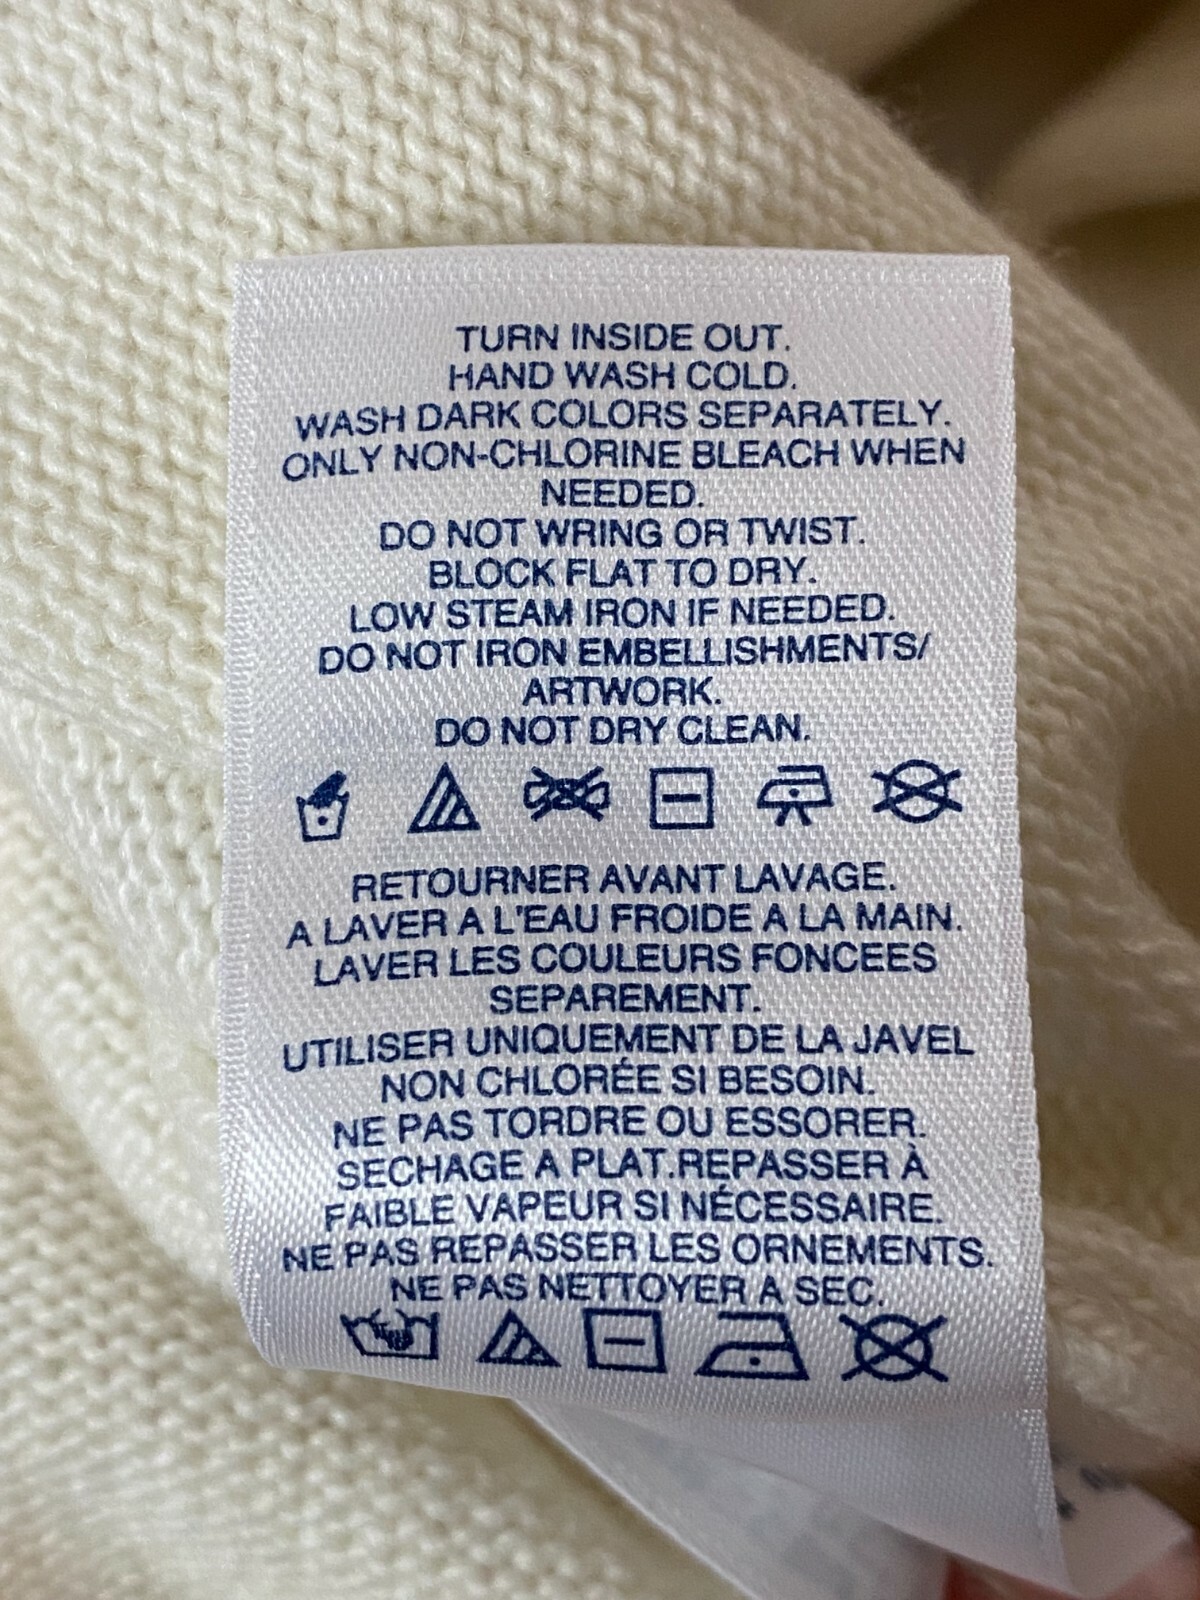 TURN INSIDE OUT.
HAND WASH COLD.
WASH DARK COLORS SEPARATELY.
ONLY NON-CHLORINE BLEACH WHEN
NEEDED.
DO NOT WRING OR TWIST.
BLOCK FLAT TO DRY.
LOW STEAM IRON IF NEEDED.
DO NOT IRON EMBELLISHMENTS/
ARTWORK.
DO NOT DRY CLEAN.
RETOURNER AVANT LAVAGE.
A LAVER A L'EAU FROIDE A LA MAIN.
LAVER LES COULEURS FONCEES
SEPAREMENT.
UTILISER UNIQUEMENT DE LA JAVEL
NON CHLORÉE SI BESOIN.
NE PAS TORDRE OU ESSORER.
SECHAGE A PLAT.REPASSER À
FAIBLE VAPEUR SI NÉCESSAIRE.
NE PAS REPASSER LES ORNEMENTS.
NE PAS NETTOYER A SEC.